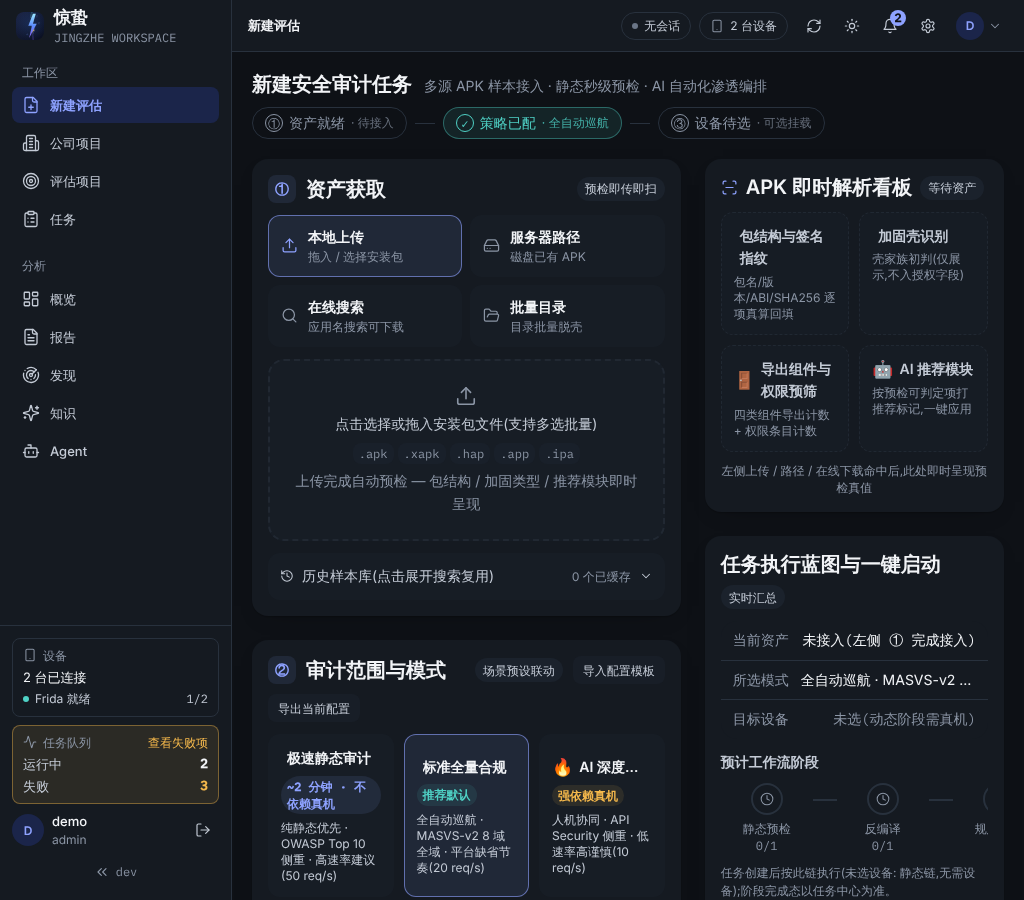 惊蛰
JINGZHE WORKSPACE
工作区
新建评估
公司项目
评估项目
任务
分析
概览
报告
发现
知识
Agent
设备
2 台已连接
Frida 就绪 1/2
任务队列 查看失败项
运行中 2
失败 3
D demo
admin
dev
新建评估
无会话
2 台设备
2
D
新建安全审计任务 多源 APK 样本接入 · 静态秒级预检 · AI 自动化渗透编排
① 资产就绪 · 待接入
✓ 策略已配 · 全自动巡航
③ 设备待选 · 可选挂载
① 资产获取 预检即传即扫
本地上传
拖入 / 选择安装包
服务器路径
磁盘已有 APK
在线搜索
应用名搜索可下载
批量目录
目录批量脱壳
点击选择或拖入安装包文件(支持多选批量)
.apk .xapk .hap .app .ipa
上传完成自动预检 — 包结构 / 加固类型 / 推荐模块即时
呈现
历史样本库(点击展开搜索复用) 0 个已缓存
② 审计范围与模式 场景预设联动 导入配置模板
导出当前配置
极速静态审计
~2 分钟 · 不
依赖真机
纯静态优先 ·
OWASP Top 10
侧重 · 高速率建议
(50 req/s)
标准全量合规
推荐默认
全自动巡航 ·
MASVS-v2 8 域
全域 · 平台缺省节
奏(20 req/s)
🔥 AI 深度...
强依赖真机
人机协同 · API
Security 侧重 · 低
速率高谨慎(10
req/s)
APK 即时解析看板 等待资产
包结构与签名
指纹
包名/版
本/ABI/SHA256 逐
项真算回填
加固壳识别
壳家族初判(仅展
示,不入授权字段)
🚪 导出组件与
权限预筛
四类组件导出计数
+ 权限条目计数
🤖 AI 推荐模块
按预检可判定项打
推荐标记,一键应用
左侧上传 / 路径 / 在线下载命中后,此处即时呈现预
检真值
任务执行蓝图与一键启动
实时汇总
当前资产 未接入(左侧 ① 完成接入)
所选模式 全自动巡航 · MASVS-v2 ...
目标设备 未选(动态阶段需真机)
预计工作流阶段
静态预检
0/1
反编译
0/1
规
任务创建后按此链执行(未选设备: 静态链,无需设
备);阶段完成态以任务中心为准。